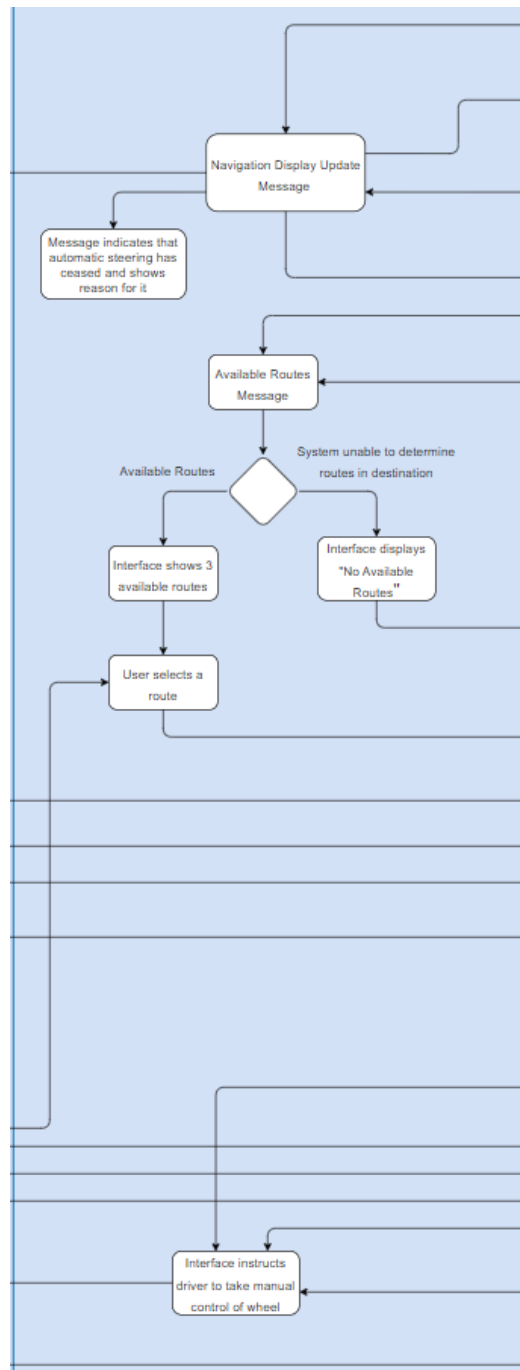 Navigation Display Update
Message
Message indicates that
automatic steering has
ceased and shows
reason for it
Available Routes
Message
Available Routes
System unable to determine
routes in destination
Interface shows 3
available routes
Interface displays
"No Available
Routes"
User selects a
route
Interface instructs
driver to take manual
control of wheel